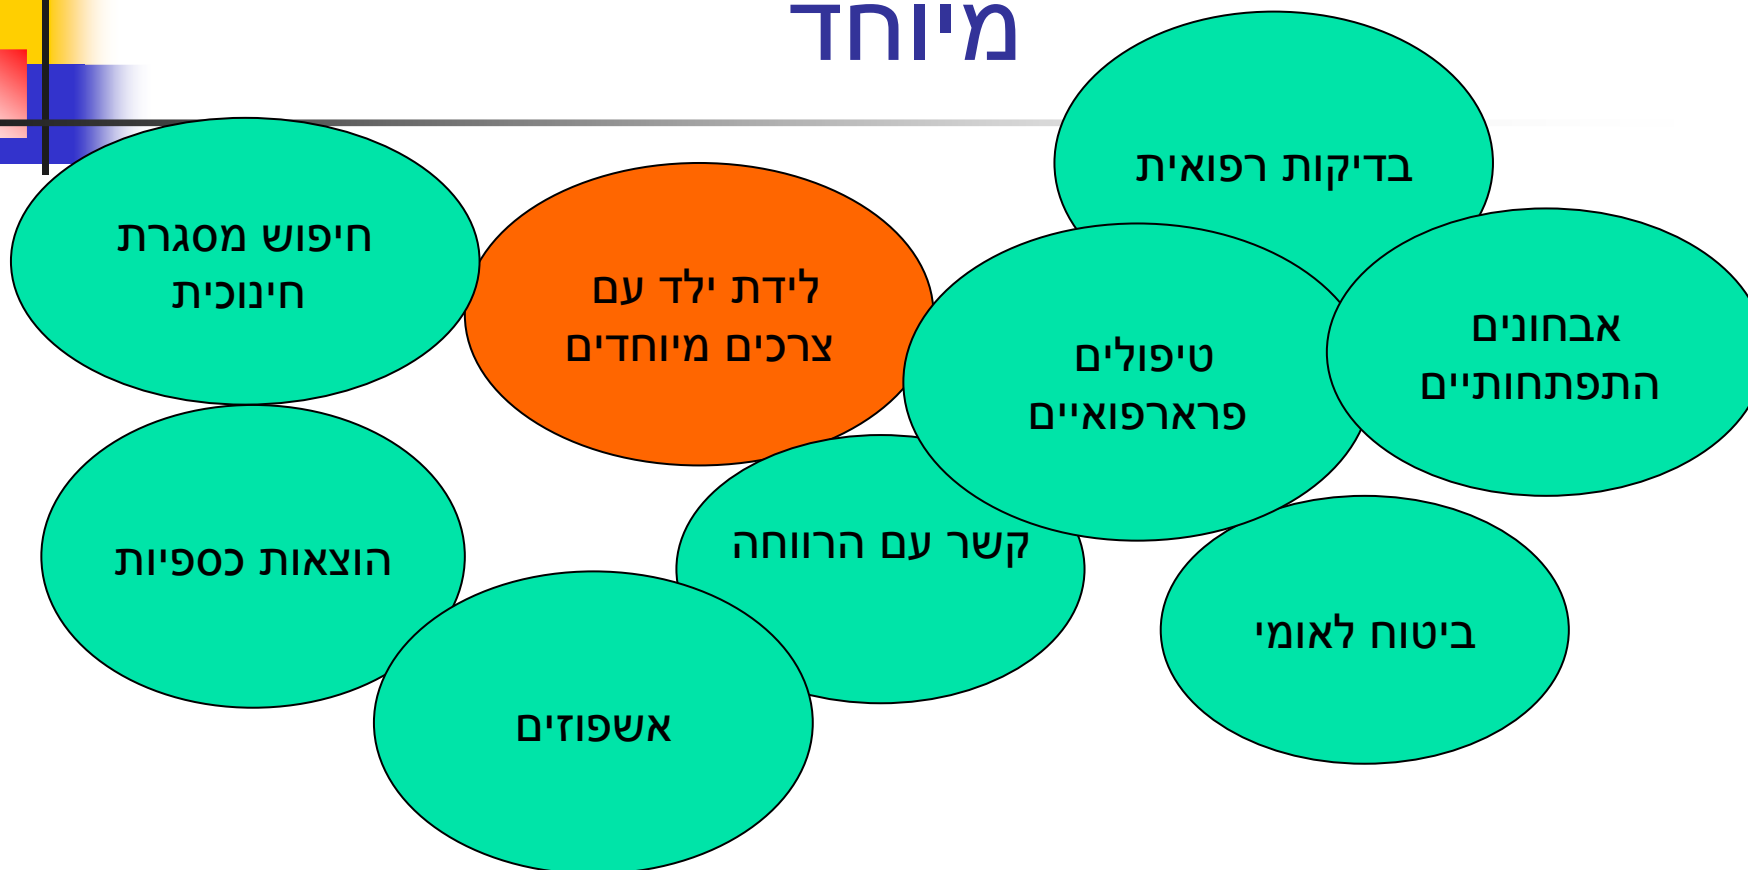 מיוחד
בדיקות רפואית
חיפוש מסגרת
חינוכית
לידת ילד עם
צרכים מיוחדים
טיפולים
פרארפואיים
אבחונים
התפתחותיים
הוצאות כספיות
קשר עם הרווחה
ביטוח לאומי
אשפוזים